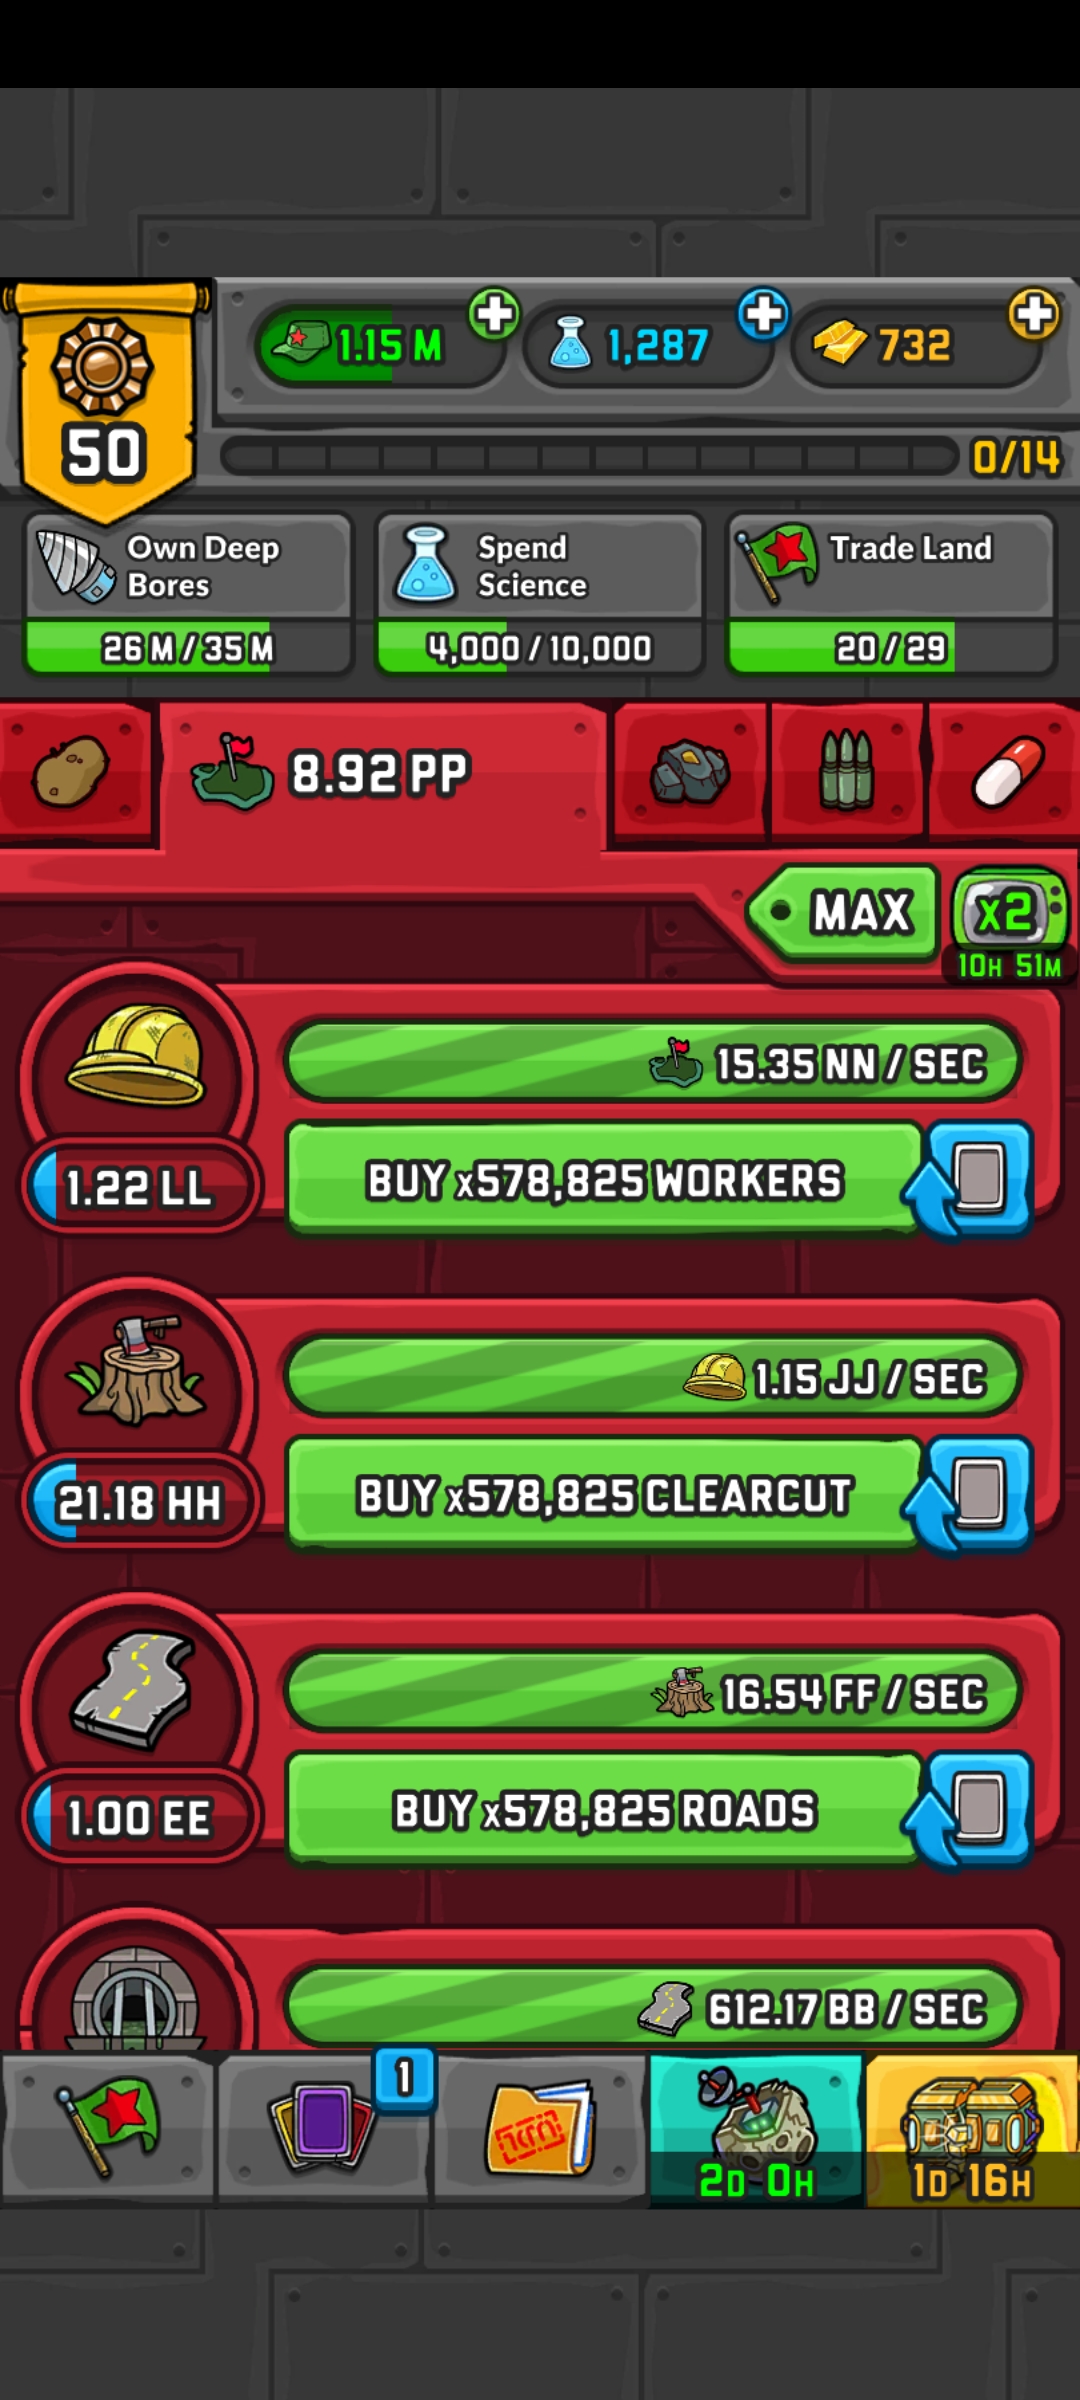 1.15 M
1,287
732
50
0/14
Own Deep
Bores
26 M / 35 M
Spend
Science
4,000 / 10,000
Trade Land
20 / 29
8.92 PP
MAX
x2
10H 51M
15.35 NN / SEC
1.22 LL
BUY x578,825 WORKERS
1.15 JJ / SEC
21.18 HH
BUY x578,825 CLEARCUT
16.54 FF / SEC
1.00 EE
BUY x578,825 ROADS
612.17 BB / SEC
1
2D 0H
1D 16H